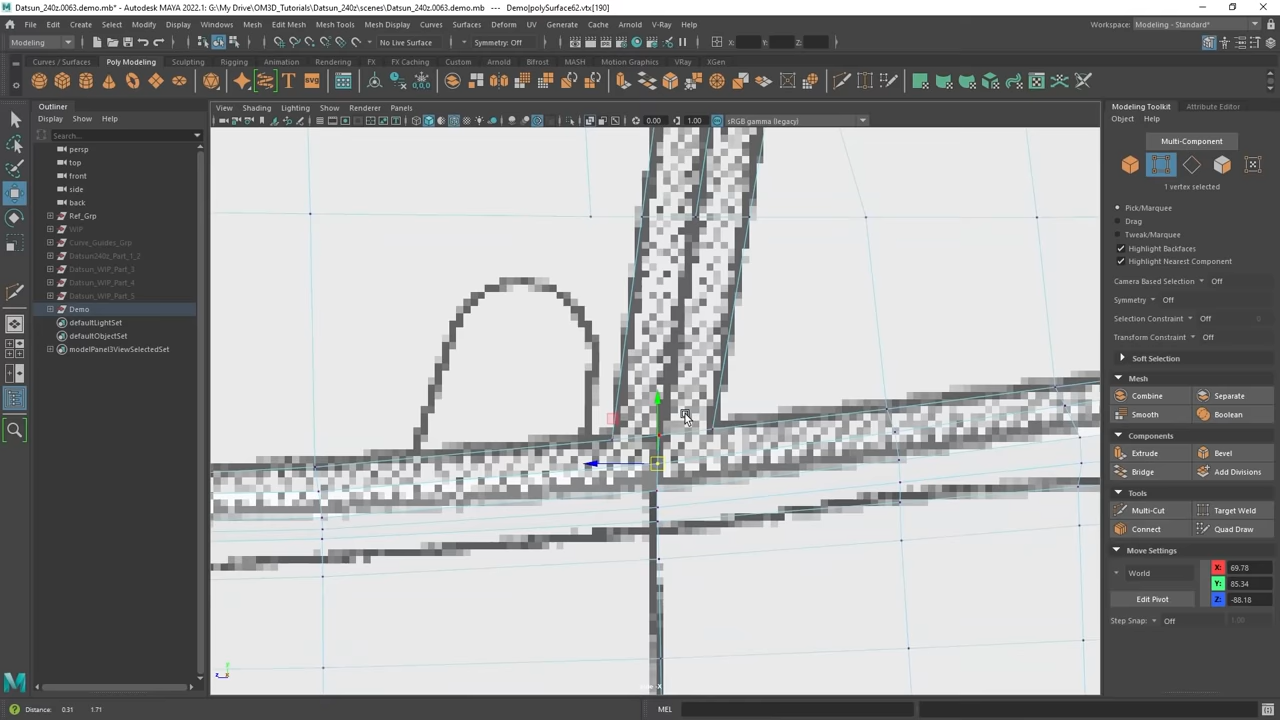 Datsun_240z.0063.demo.mb* - Autodesk MAYA 2022.1: G:\My Drive\OM3D_Tutorials\Datsun_240z\scenes\Datsun_240z.0063.demo.mb --- Demo|polySurface62.vtx[190]
File Edit Create Select Modify Display Windows Mesh Edit Mesh Mesh Tools Mesh Display Curves Surfaces Deform UV Generate Cache Arnold V-Ray Help
Workspace: Modeling - Standard*
Modeling No Live Surface Symmetry: Off X: Y: Z:
Curves / Surfaces Poly Modeling Sculpting Rigging Animation Rendering FX FX Caching Custom Arnold Bifrost MASH Motion Graphics VRay XGen
Outliner
Display Show Help
Search...
persp
top
front
side
back
Ref_Grp
WIP
Curve_Guides_Grp
Datsun240z_Part_1_2
Datsun_WIP_Part_3
Datsun_WIP_Part_4
Datsun_WIP_Part_5
Demo
defaultLightSet
defaultObjectSet
modelPanel3ViewSelectedSet
View Shading Lighting Show Renderer Panels
0.00 1.00 sRGB gamma (legacy)
Modeling Toolkit Attribute Editor
Object Help
Multi-Component
1 vertex selected
Pick/Marquee
Drag
Tweak/Marquee
Highlight Backfaces
Highlight Nearest Component
Camera Based Selection Off
Symmetry Off
Selection Constraint Off
Transform Constraint Off
Soft Selection
Mesh
Combine Separate
Smooth Boolean
Components
Extrude Bevel
Bridge Add Divisions
Tools
Multi-Cut Target Weld
Connect Quad Draw
Move Settings
World X: 69.78
Y: 85.34
Edit Pivot Z: -88.18
Step Snap: Off 1.00
Distance: 0.31 1.71
MEL